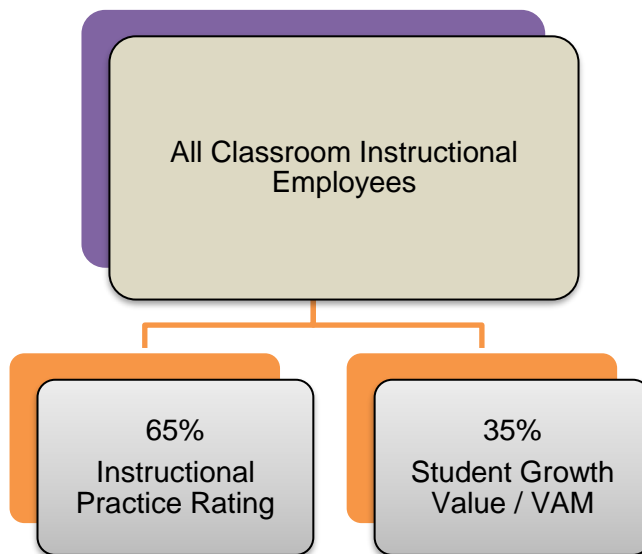 All Classroom Instructional
Employees
65%
Instructional
Practice Rating
35%
Student Growth
Value / VAM